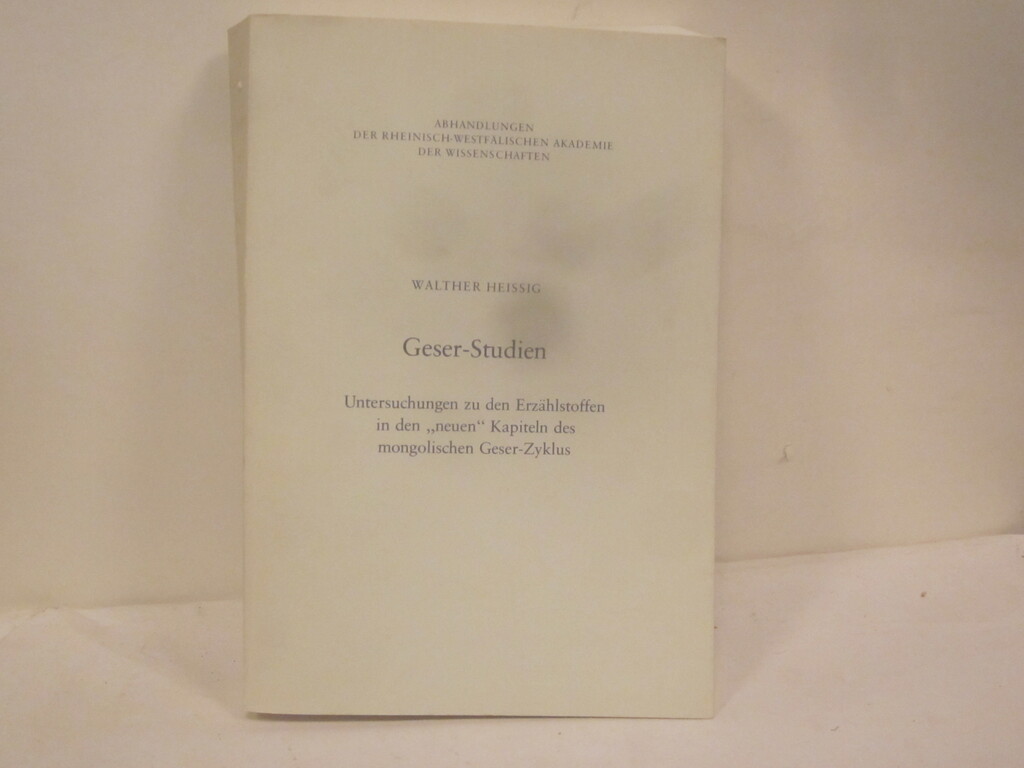 ABHANDLUNGEN
DER RHEINISCH-WESTFÄLISCHEN AKADEMIE
DER WISSENSCHAFTEN
WALTHER HEISSIG
Geser-Studien
Untersuchungen zu den Erzählstoffen
in den „neuen“ Kapiteln des
mongolischen Geser-Zyklus